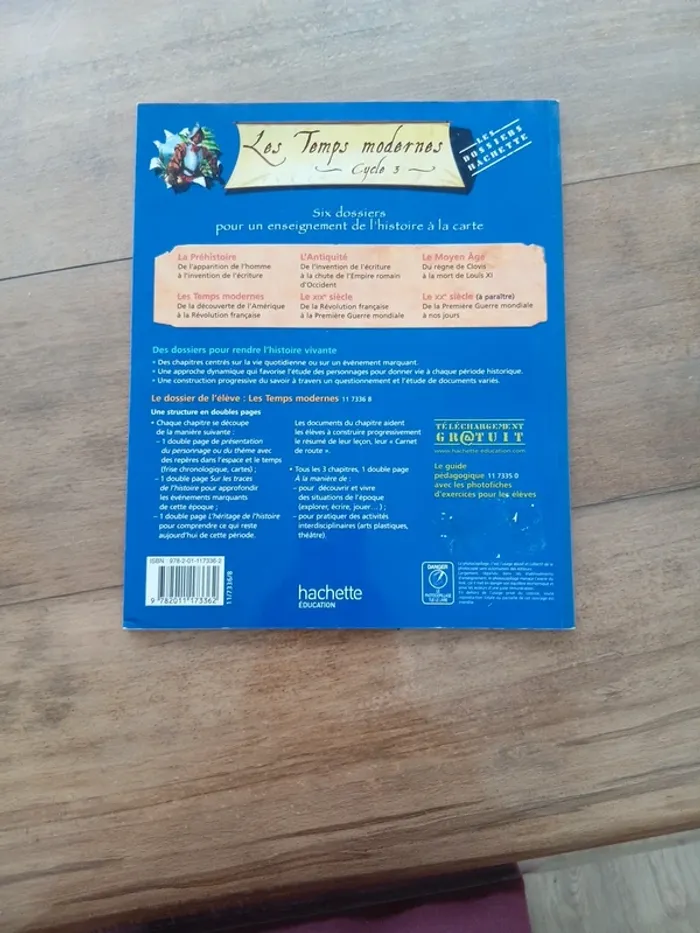 Les Temps modernes
Cycle 3
LES
DOSSIERS
HACHETTE
Six dossiers
pour un enseignement de l'histoire à la carte
La Préhistoire
De l'apparition de l'homme
à l'invention de l'écriture
L'Antiquité
De l'invention de l'écriture
à la chute de l'Empire romain
d'Occident
Le Moyen Âge
Du règne de Clovis
à la mort de Louis XI
Les Temps modernes
De la découverte de l'Amérique
à la Révolution française
Le XIXe siècle
De la Révolution française
à la Première Guerre mondiale
Le XXe siècle (à paraître)
De la Première Guerre mondiale
à nos jours
Des dossiers pour rendre l'histoire vivante
• Des chapitres centrés sur la vie quotidienne ou sur un événement marquant.
• Une approche dynamique qui favorise l'étude des personnages pour donner vie à chaque période historique.
• Une construction progressive du savoir à travers un questionnement et l'étude de documents variés.
Le dossier de l'élève : Les Temps modernes 11 7336 8
Une structure en doubles pages
• Chaque chapitre se découpe
de la manière suivante :
– 1 double page de présentation
du personnage ou du thème avec
des repères dans l'espace et le temps
(frise chronologique, cartes) ;
– 1 double page Sur les traces
de l'histoire pour approfondir
les événements marquants
de cette époque ;
– 1 double page L'héritage de l'histoire
pour comprendre ce qui reste
aujourd'hui de cette période.
Les documents du chapitre aident
les élèves à construire progressivement
le résumé de leur leçon, leur « Carnet
de route ».
• Tous les 3 chapitres, 1 double page
À la manière de :
– pour découvrir et vivre
des situations de l'époque
(explorer, écrire, jouer...) ;
– pour pratiquer des activités
interdisciplinaires (arts plastiques,
théâtre).
TÉLÉCHARGEMENT
GR@TUIT
www.hachette-education.com
Le guide
pédagogique 11 7335 0
avec les photofiches
d'exercices pour les élèves
ISBN : 978-2-01-117336-2
9 782011 173362
11/7336/8
hachette
ÉDUCATION
DANGER
LE
PHOTOCOPILLAGE
TUE LE LIVRE